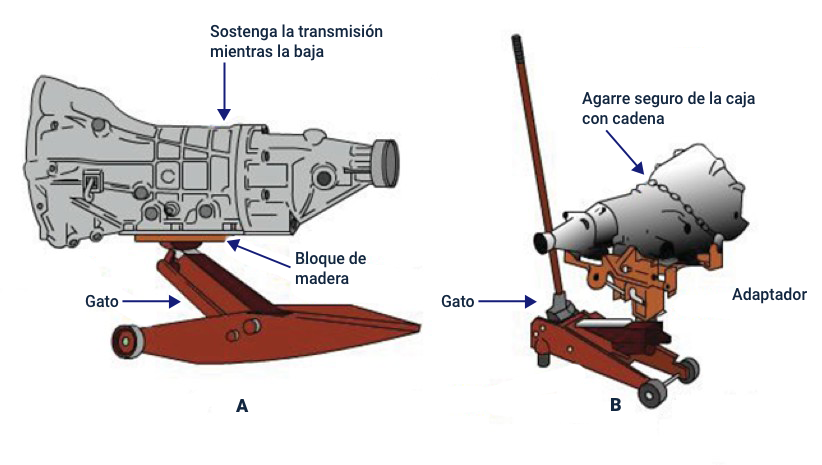 Sostenga la transmisión
mientras la baja
Bloque de
madera
Gato
A
Agarre seguro de la caja
con cadena
Gato
Adaptador
B